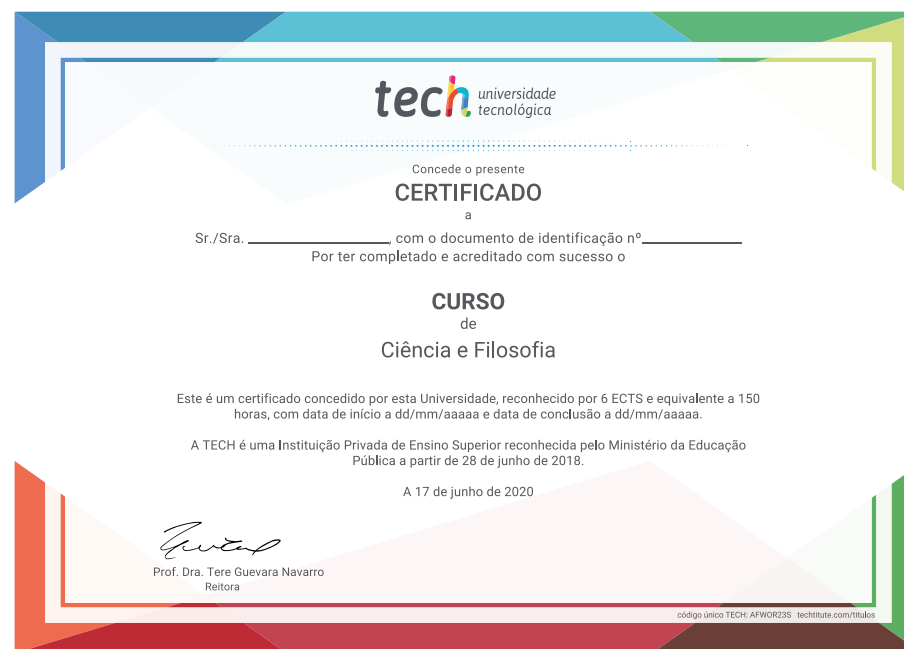 tech universidade
tecnológica
Concede o presente
CERTIFICADO
a
Sr./Sra. ________________, com o documento de identificação nº___________
Por ter completado e acreditado com sucesso o
CURSO
de
Ciência e Filosofia
Este é um certificado concedido por esta Universidade, reconhecido por 6 ECTS e equivalente a 150
horas, com data de início a dd/mm/aaaaa e data de conclusão a dd/mm/aaaaa.
A TECH é uma Instituição Privada de Ensino Superior reconhecida pelo Ministério da Educação
Pública a partir de 28 de junho de 2018.
A 17 de junho de 2020
Prof. Dra. Tere Guevara Navarro
Reitora
código único TECH: AFWOR23S techtitute.com/titulos